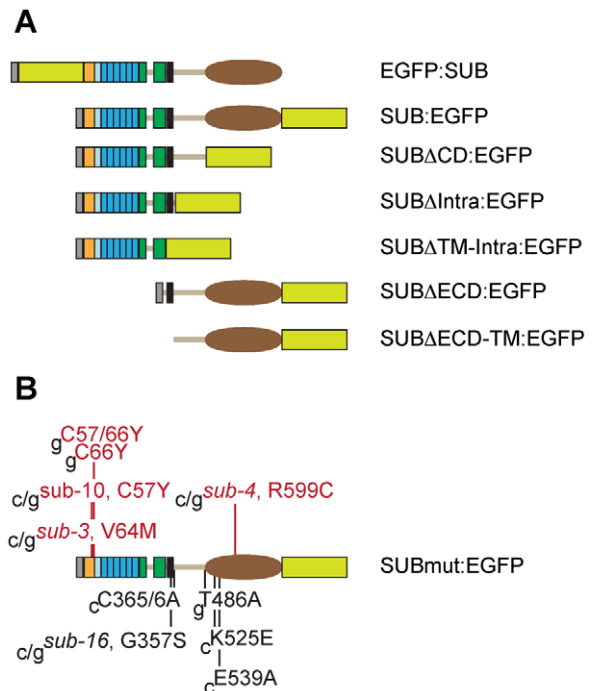 A
EGFP:SUB
SUB:EGFP
SUBΔCD:EGFP
SUBΔIntra:EGFP
SUBΔTM-Intra:EGFP
SUBΔECD:EGFP
SUBΔECD-TM:EGFP
B
gC57/66Y
gC66Y
c/gsub-10, C57Y c/gsub-4, R599C
c/gsub-3, V64M
SUBmut:EGFP
cC365/6A gT486A
c/gsub-16, G357S cK525E
cE539A